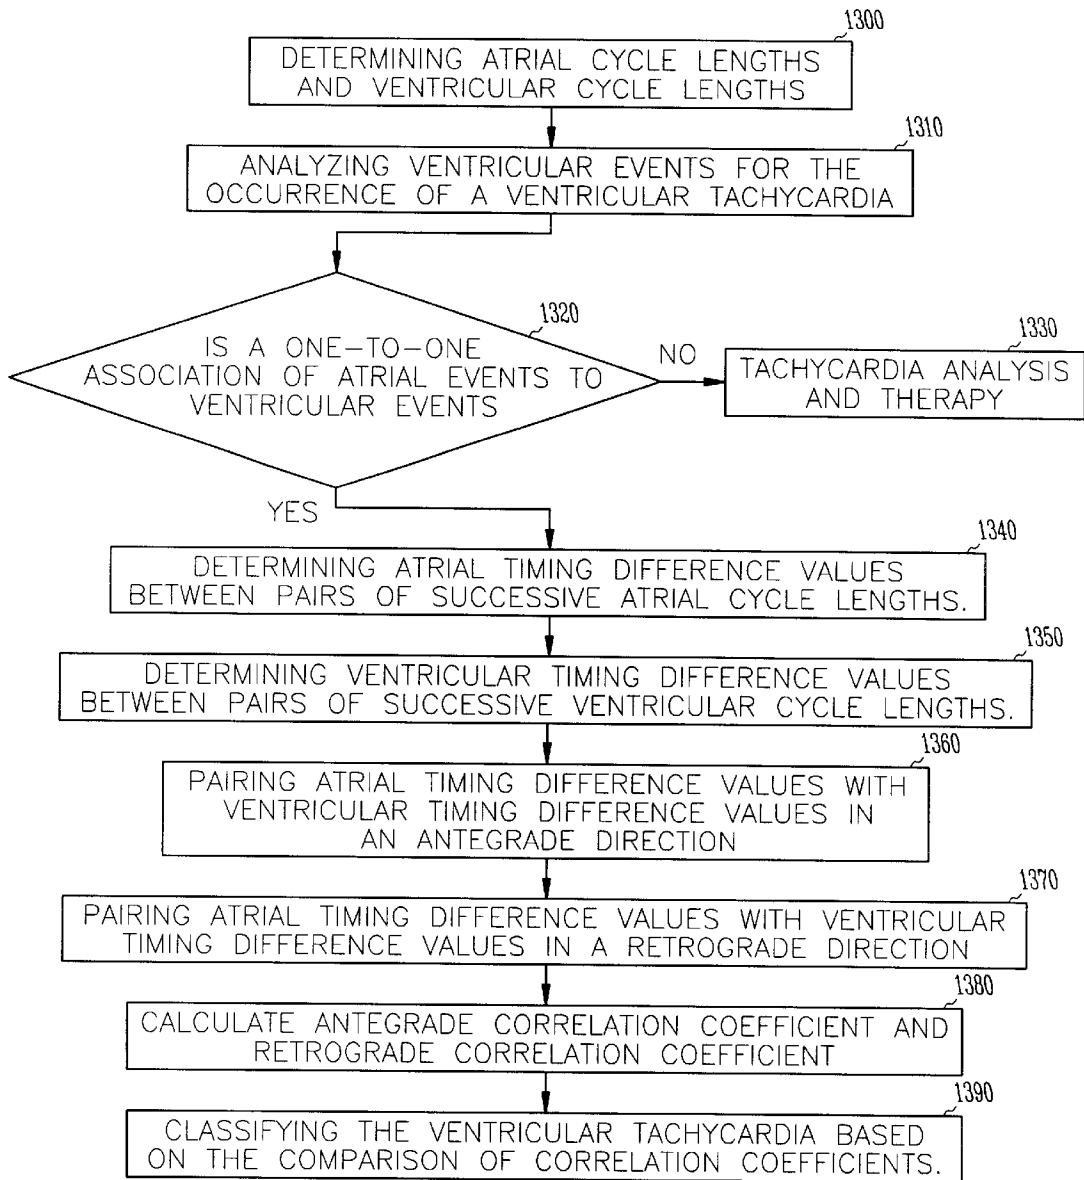 1300
DETERMINING ATRIAL CYCLE LENGTHS
AND VENTRICULAR CYCLE LENGTHS
1310
ANALYZING VENTRICULAR EVENTS FOR THE
OCCURRENCE OF A VENTRICULAR TACHYCARDIA
1320
IS A ONE-TO-ONE
ASSOCIATION OF ATRIAL EVENTS TO
VENTRICULAR EVENTS
NO
1330
TACHYCARDIA ANALYSIS
AND THERAPY
YES
1340
DETERMINING ATRIAL TIMING DIFFERENCE VALUES
BETWEEN PAIRS OF SUCCESSIVE ATRIAL CYCLE LENGTHS.
1350
DETERMINING VENTRICULAR TIMING DIFFERENCE VALUES
BETWEEN PAIRS OF SUCCESSIVE VENTRICULAR CYCLE LENGTHS.
1360
PAIRING ATRIAL TIMING DIFFERENCE VALUES WITH
VENTRICULAR TIMING DIFFERENCE VALUES IN
AN ANTEGRADE DIRECTION
1370
PAIRING ATRIAL TIMING DIFFERENCE VALUES WITH VENTRICULAR
TIMING DIFFERENCE VALUES IN A RETROGRADE DIRECTION
1380
CALCULATE ANTEGRADE CORRELATION COEFFICIENT AND
RETROGRADE CORRELATION COEFFICIENT
1390
CLASSIFYING THE VENTRICULAR TACHYCARDIA BASED
ON THE COMPARISON OF CORRELATION COEFFICIENTS.